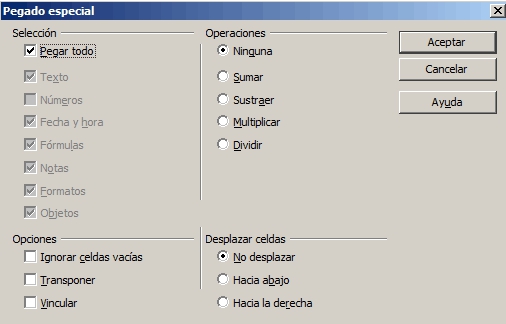 Pegado especial
Selección
Pegar todo
Texto
Números
Fecha y hora
Fórmulas
Notas
Formatos
Objetos
Operaciones
Ninguna
Sumar
Sustraer
Multiplicar
Dividir
Aceptar
Cancelar
Ayuda
Opciones
Ignorar celdas vacías
Transponer
Vincular
Desplazar celdas
No desplazar
Hacia abajo
Hacia la derecha